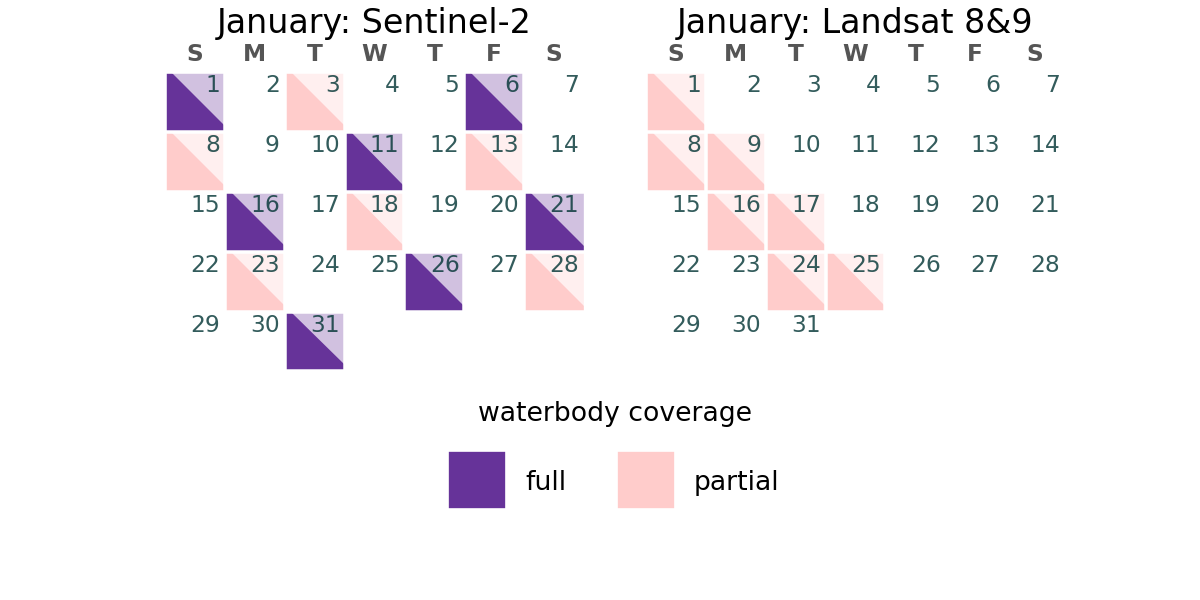 January: Sentinel-2
S M T W T F S
1 2 3 4 5 6 7
8 9 10 11 12 13 14
15 16 17 18 19 20 21
22 23 24 25 26 27 28
29 30 31
January: Landsat 8&9
S M T W T F S
1 2 3 4 5 6 7
8 9 10 11 12 13 14
15 16 17 18 19 20 21
22 23 24 25 26 27 28
29 30 31
waterbody coverage
full
partial